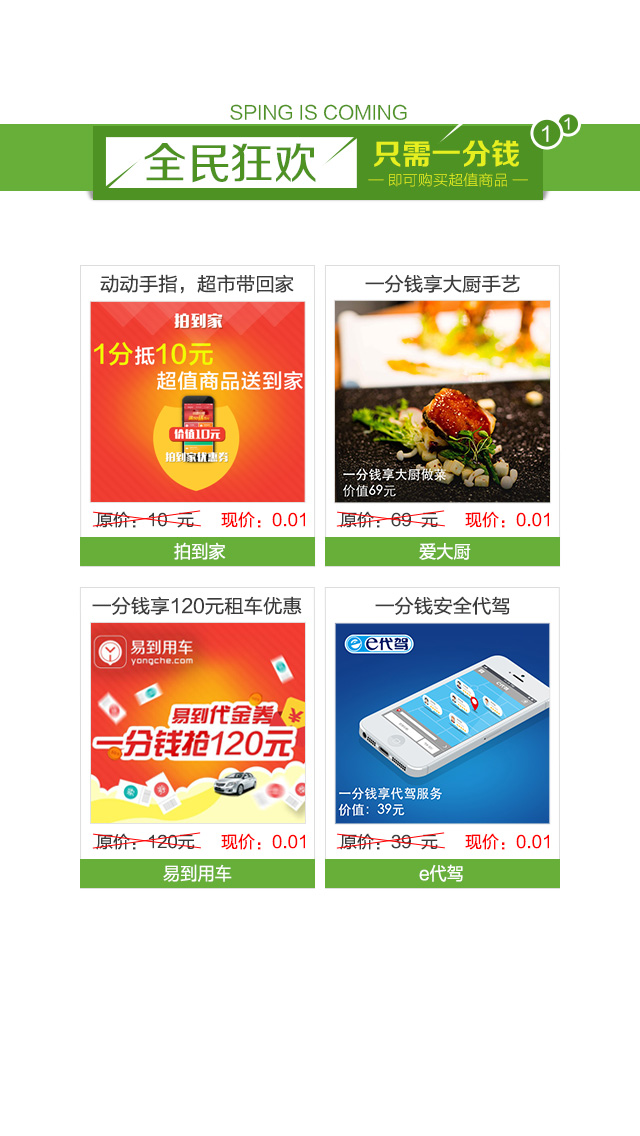 SPING IS COMING
全民狂欢
只需一分钱
即可购买超值商品
1 1
动动手指，超市带回家
拍到家
1分抵10元
超值商品送到家
价值10元
拍到家优惠券
原价：10 元 现价：0.01
拍到家
一分钱享大厨手艺
一分钱享大厨做菜
价值69元
原价：69 元 现价：0.01
爱大厨
一分钱享120元租车优惠
易到用车
yongche.com
易到代金券
一分钱抢120元
原价：120元 现价：0.01
易到用车
一分钱安全代驾
e代驾
一分钱享代驾服务
价值：39元
原价：39 元 现价：0.01
e代驾